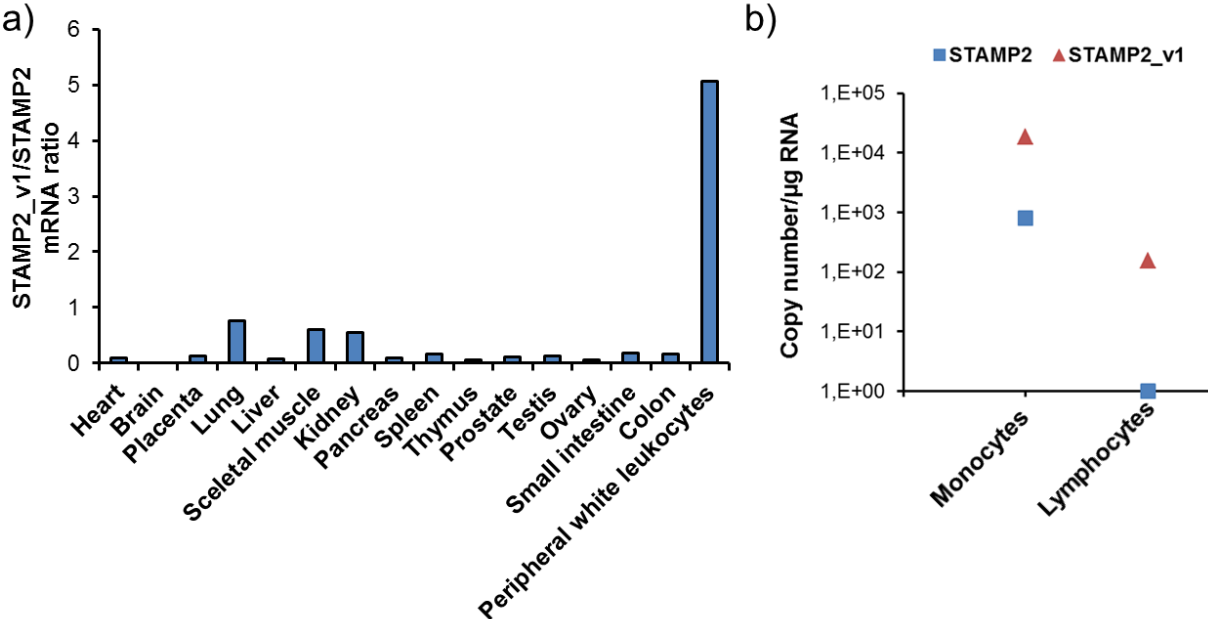 a)
STAMP2_v1/STAMP2
mRNA ratio
6
5
4
3
2
1
0
Heart
Brain
Placenta
Lung
Liver
Sceletal muscle
Kidney
Pancreas
Spleen
Thymus
Prostate
Testis
Ovary
Small intestine
Colon
Peripheral white leukocytes
b)
STAMP2 STAMP2_v1
Copy number/µg RNA
1,E+05
1,E+04
1,E+03
1,E+02
1,E+01
1,E+00
Monocytes
Lymphocytes